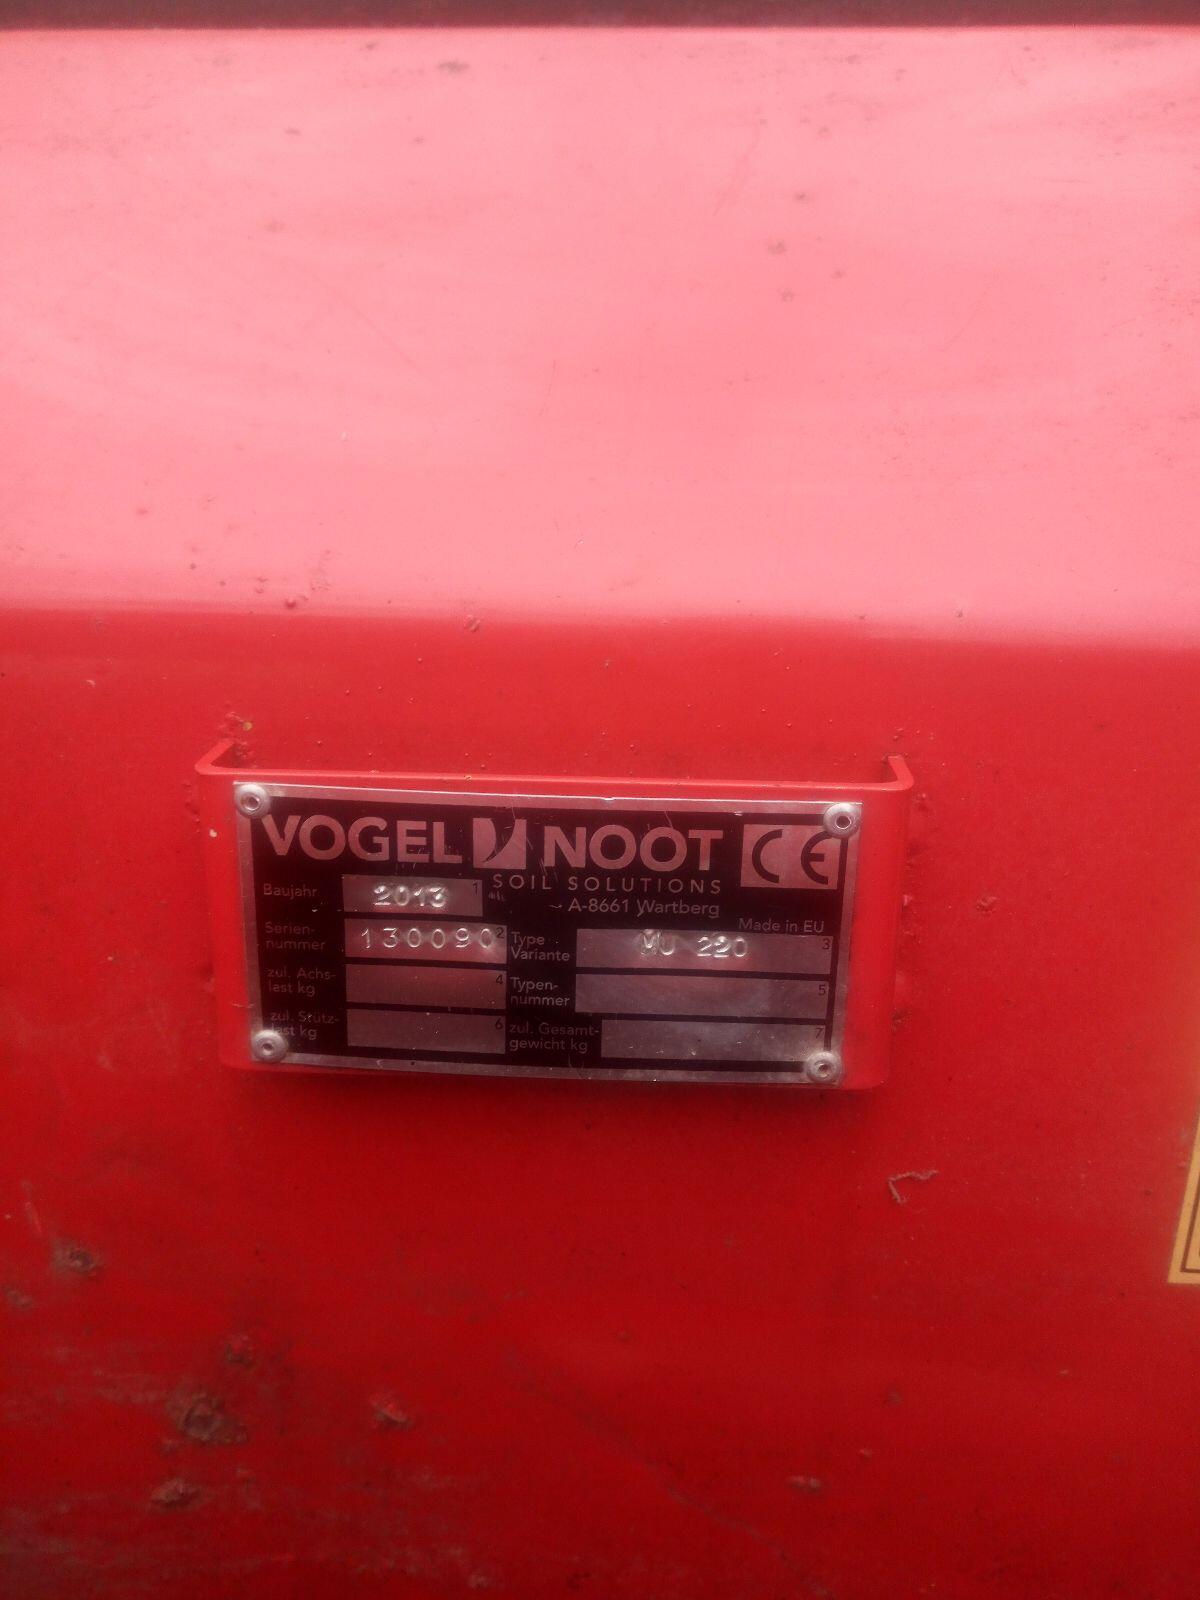 VOGEL NOOT CE
SOIL SOLUTIONS
Baujahr 1 2013
A-8661 Wartberg
Made in EU
Serien-
nummer 2 130090
Type
Variante 3 MU 220
zul. Achs-
last kg 4
Typen-
nummer 5
zul. Stütz-
last kg 6
zul. Gesamt-
gewicht kg 7